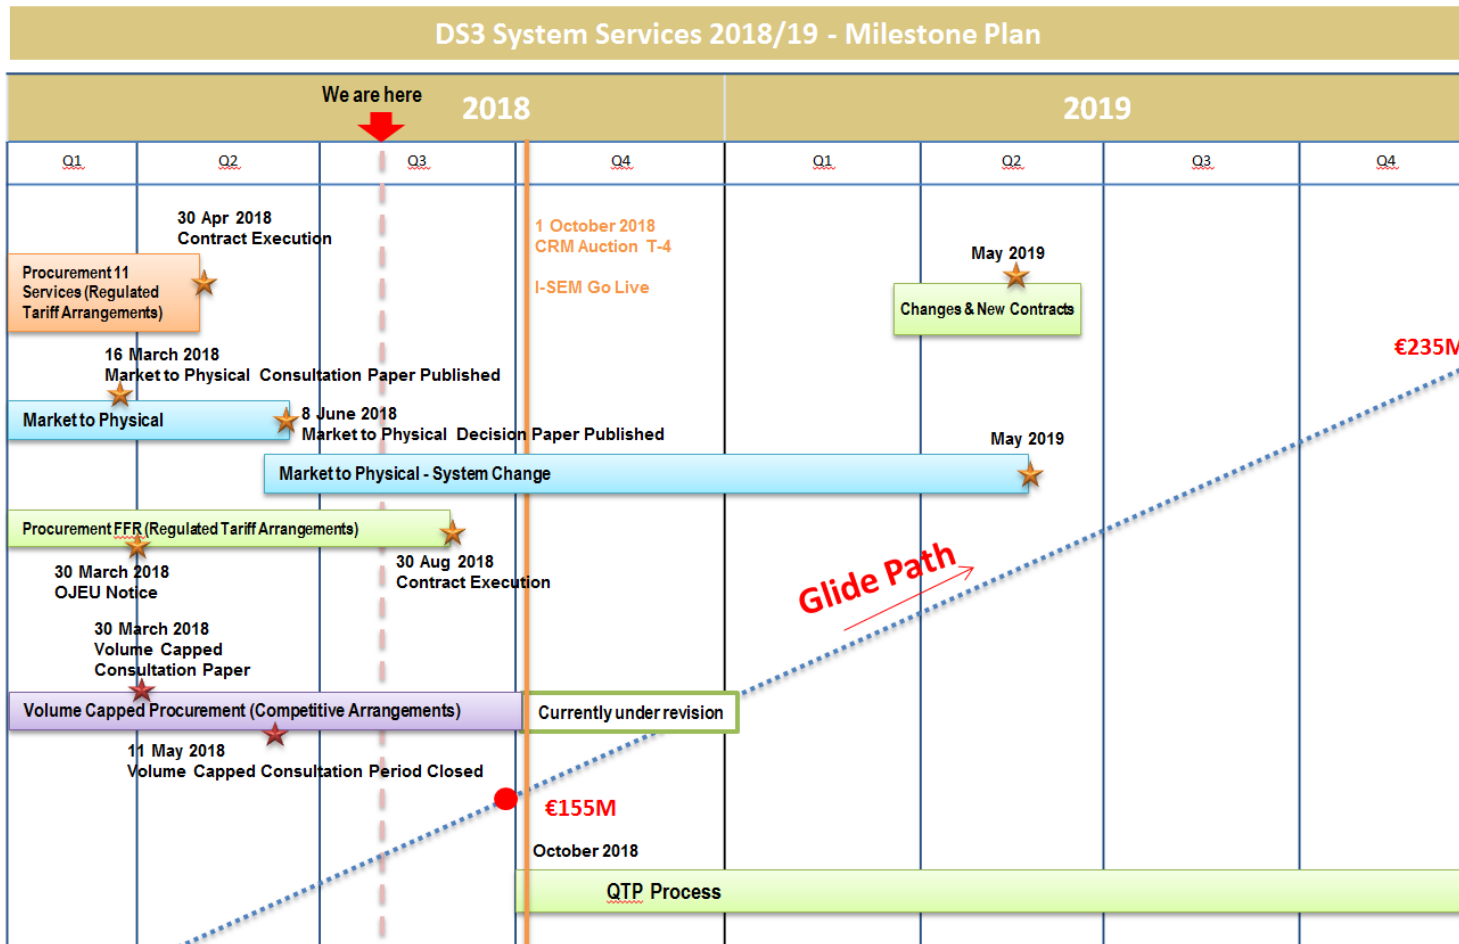 DS3 System Services 2018/19 - Milestone Plan
We are here
2018
2019
Q1
Q2
Q3
Q4
Q1
Q2
Q3
Q4
30 Apr 2018
Contract Execution
1 October 2018
CRM Auction T-4
I-SEM Go Live
May 2019
Procurement 11
Services (Regulated
Tariff Arrangements)
Changes & New Contracts
16 March 2018
Market to Physical Consultation Paper Published
€235M
Market to Physical
8 June 2018
Market to Physical Decision Paper Published
May 2019
Market to Physical - System Change
Procurement FFR (Regulated Tariff Arrangements)
30 Aug 2018
Contract Execution
30 March 2018
OJEU Notice
Glide Path
30 March 2018
Volume Capped
Consultation Paper
Volume Capped Procurement (Competitive Arrangements)
Currently under revision
11 May 2018
Volume Capped Consultation Period Closed
€155M
October 2018
QTP Process